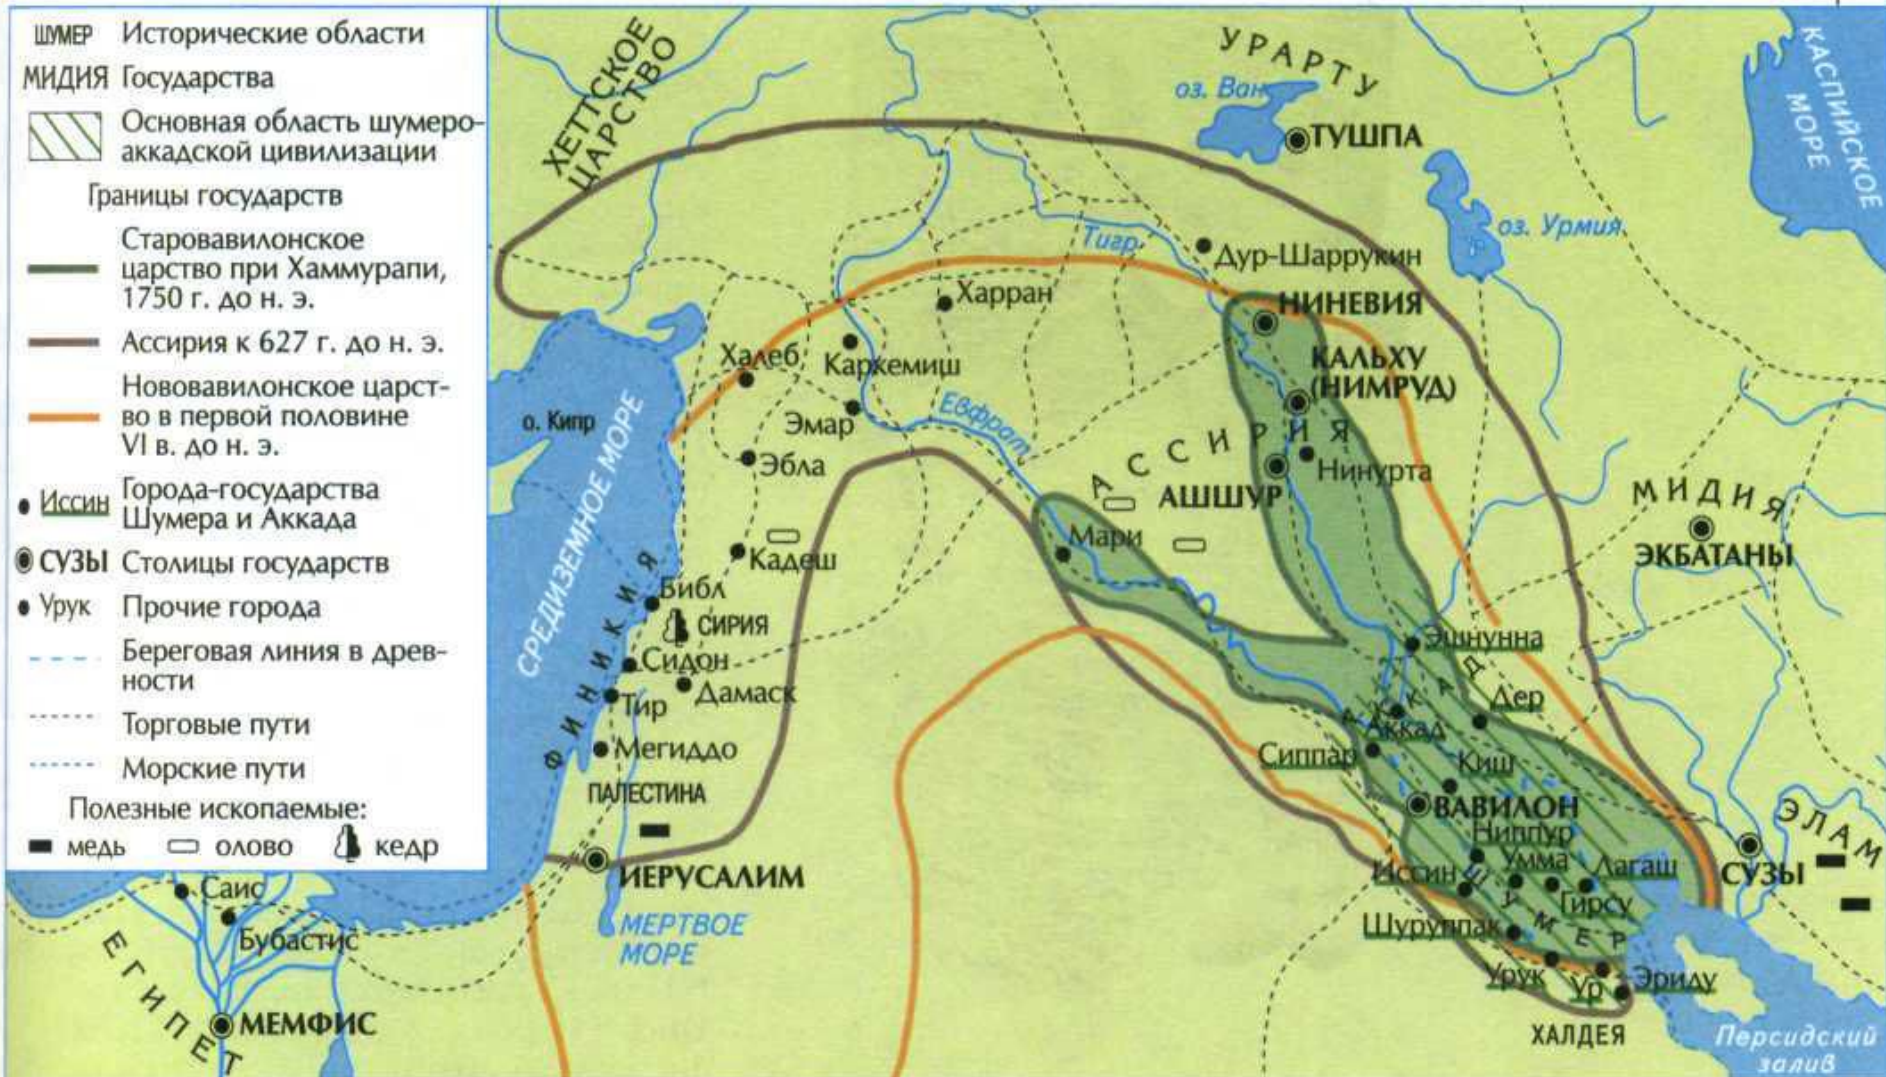 ШУМЕР Исторические области
МИДИЯ Государства
Основная область шумеро-
аккадской цивилизации
Границы государств
Старовавилонское
царство при Хаммурапи,
1750 г. до н. э.
Ассирия к 627 г. до н. э.
Нововавилонское царст-
во в первой половине
VI в. до н. э.
Иссин Города-государства
Шумера и Аккада
СУЗЫ Столицы государств
Урук Прочие города
Береговая линия в древ-
ности
Торговые пути
Морские пути
Полезные ископаемые:
медь олово кедр
ХЕТТСКОЕ
ЦАРСТВО
УРАРТУ
оз. Ван
ТУШПА
КАСПИЙСКОЕ
МОРЕ
оз. Урмия
Тигр
Дур-Шаррукин
Харран
НИНЕВИЯ
Халеб
Каркемиш
КАЛЬХУ
(НИМРУД)
о. Кипр
Эмар
Евфрат
АССИРИЯ
Эбла
Нинурта
АШШУР
МИДИЯ
ЭКБАТАНЫ
СРЕДИЗЕМНОЕ МОРЕ
Кадеш
Мари
Библ
ФИНИКИЯ
СИРИЯ
Сидон
Дамаск
Тир
Мегиддо
ПАЛЕСТИНА
ИЕРУСАЛИМ
МЕРТВОЕ
МОРЕ
Эшнунна
АККАД
Дер
Аккад
Сиппар
Киш
ВАВИЛОН
Ниппур
Иссин
Умма
Лагаш
Гирсу
ШУМЕР
Шуруппак
Урук
Ур
Эриду
ЭЛАМ
СУЗЫ
ХАЛДЕЯ
Персидский
залив
Саис
Бубастис
ЕГИПЕТ
МЕМФИС